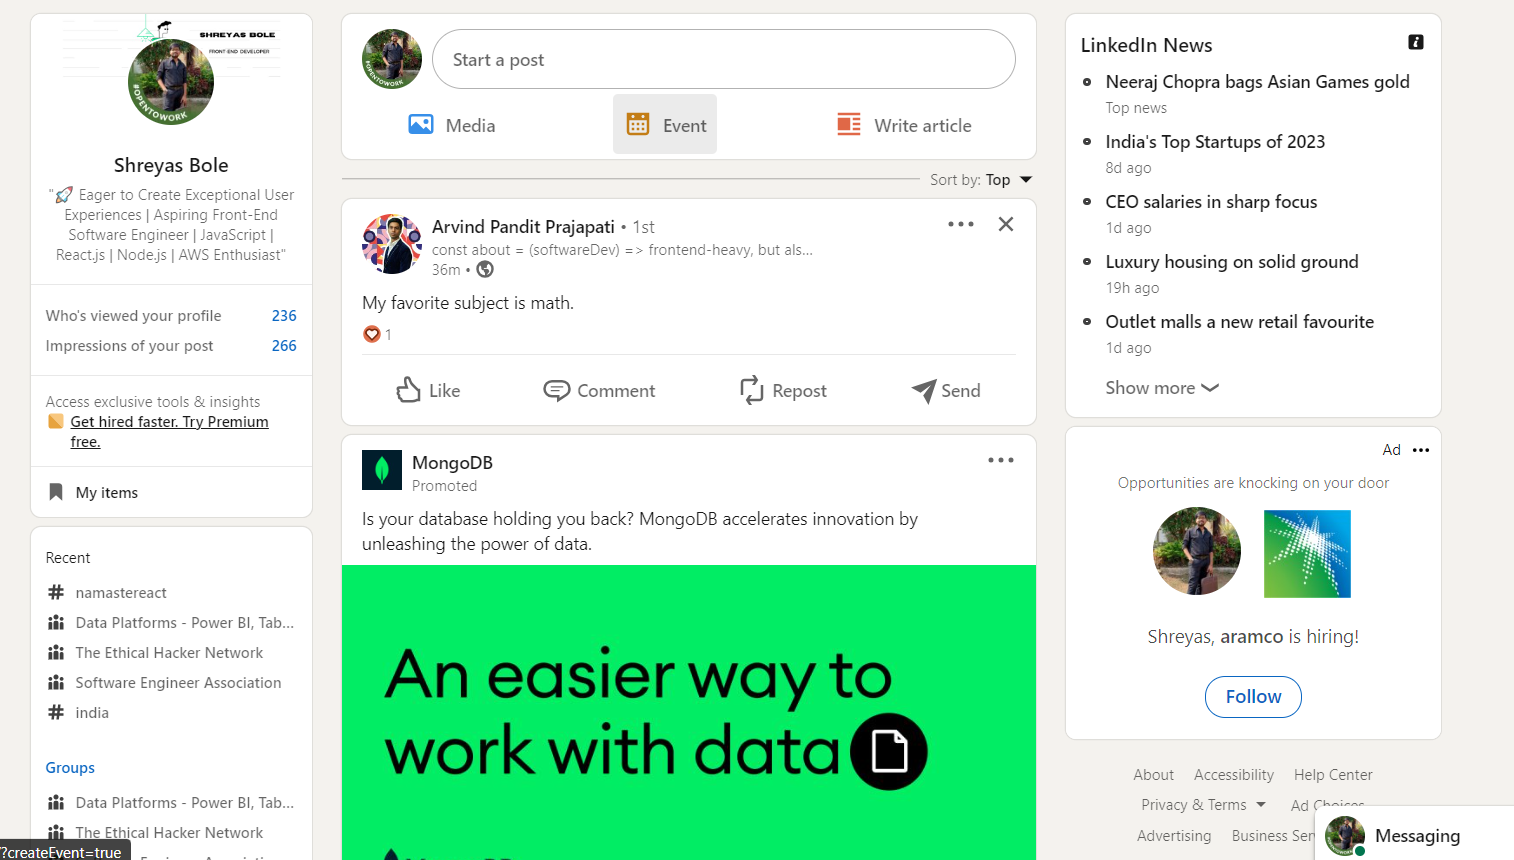 SHREYAS BOLE
FRONT-END DEVELOPER
#OPENTOWORK
Shreyas Bole
"🚀 Eager to Create Exceptional User
Experiences | Aspiring Front-End
Software Engineer | JavaScript |
React.js | Node.js | AWS Enthusiast"
Who's viewed your profile 236
Impressions of your post 266
Access exclusive tools & insights
Get hired faster. Try Premium
free.
My items
Recent
# namastereact
Data Platforms - Power BI, Tab...
The Ethical Hacker Network
Software Engineer Association
# india
Groups
Data Platforms - Power BI, Tab...
The Ethical Hacker Network
/?createEvent=true
#OPENTOWORK
Start a post
Media Event Write article
Sort by: Top
Arvind Pandit Prajapati • 1st
const about = (softwareDev) => frontend-heavy, but als...
36m •
My favorite subject is math.
1
Like Comment Repost Send
MongoDB
Promoted
Is your database holding you back? MongoDB accelerates innovation by
unleashing the power of data.
An easier way to
work with data
LinkedIn News
Neeraj Chopra bags Asian Games gold
Top news
India's Top Startups of 2023
8d ago
CEO salaries in sharp focus
1d ago
Luxury housing on solid ground
19h ago
Outlet malls a new retail favourite
1d ago
Show more
Ad
Opportunities are knocking on your door
Shreyas, aramco is hiring!
Follow
About Accessibility Help Center
Privacy & Terms Ad Choices
Advertising Business Ser
Messaging